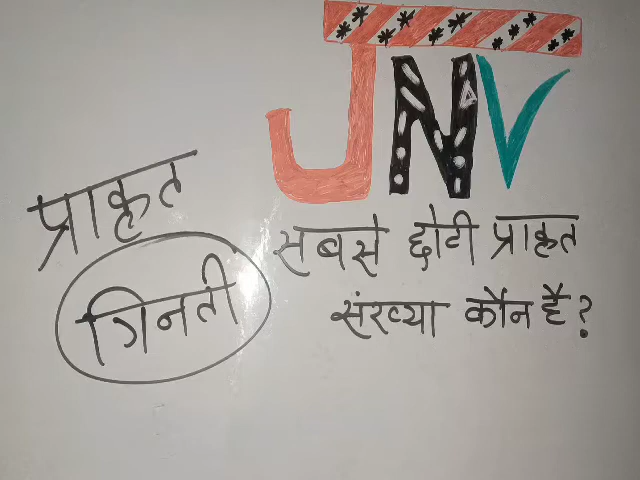 JNV
प्राकृत
गिनती
सबसे छोटी प्राकृत
संख्या कौन है?